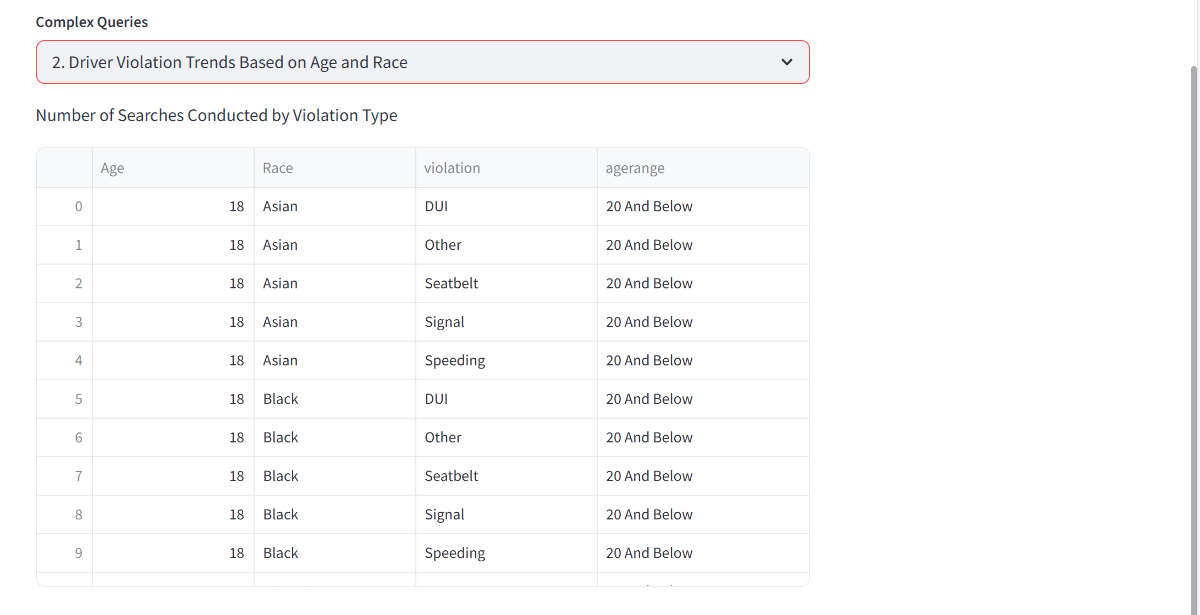 Complex Queries
2. Driver Violation Trends Based on Age and Race
Number of Searches Conducted by Violation Type
Age Race violation agerange
0 18 Asian DUI 20 And Below
1 18 Asian Other 20 And Below
2 18 Asian Seatbelt 20 And Below
3 18 Asian Signal 20 And Below
4 18 Asian Speeding 20 And Below
5 18 Black DUI 20 And Below
6 18 Black Other 20 And Below
7 18 Black Seatbelt 20 And Below
8 18 Black Signal 20 And Below
9 18 Black Speeding 20 And Below